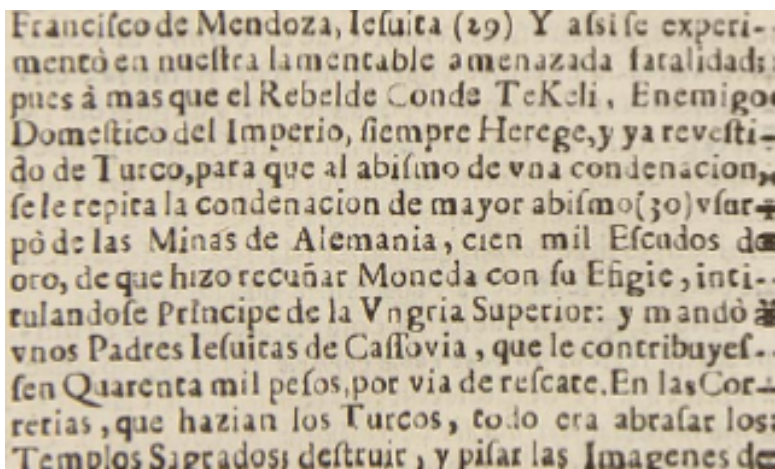 Franciſco de Mendoza, Ieſuita (29) Y aſsi ſe experi-
mentò en nueſtra lamentable amenazada fatalidad;
pues à mas que el Rebelde Conde TeKeli, Enemigo
Domeſtico del Imperio, ſiempre Herege, y ya reveſti-
do de Turco, para que al abiſmo de vna condenacion,
ſe le repita la condenacion de mayor abiſmo (30) vſur-
pò de las Minas de Alemania, cien mil Eſcudos de
oro, de que hizo recuñar Moneda con ſu Efigie, inti-
tulandoſe Principe de la Vngria Superior: y mandò à
vnos Padres Ieſuitas de Caſſovia, que le contribuyeſ-
ſen Quarenta mil peſos, por via de reſcate. En las Cor-
rerias, que hazian los Turcos, todo era abraſar los
Templos Sagrados; deſtruir, y piſar las Imagenes de